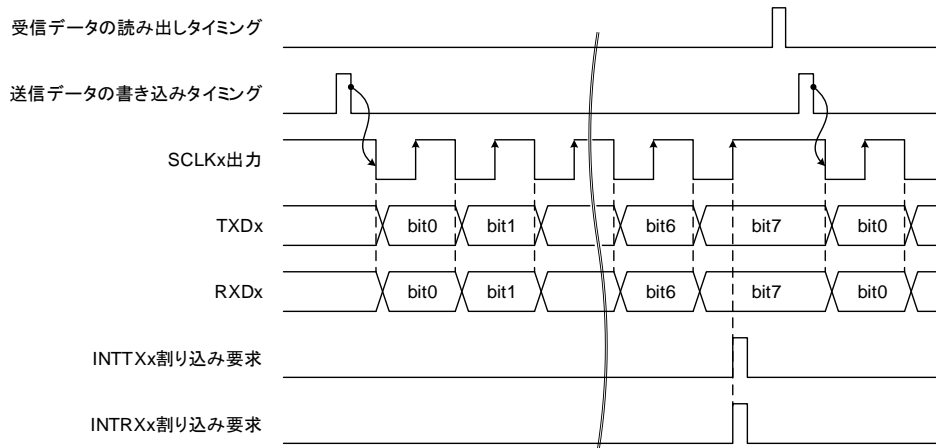 受信データの読み出しタイミング
送信データの書き込みタイミング
SCLKx出力
TXDx
bit0
bit1
bit6
bit7
bit0
RXDx
bit0
bit1
bit6
bit7
bit0
INTTXx割り込み要求
INTRXx割り込み要求